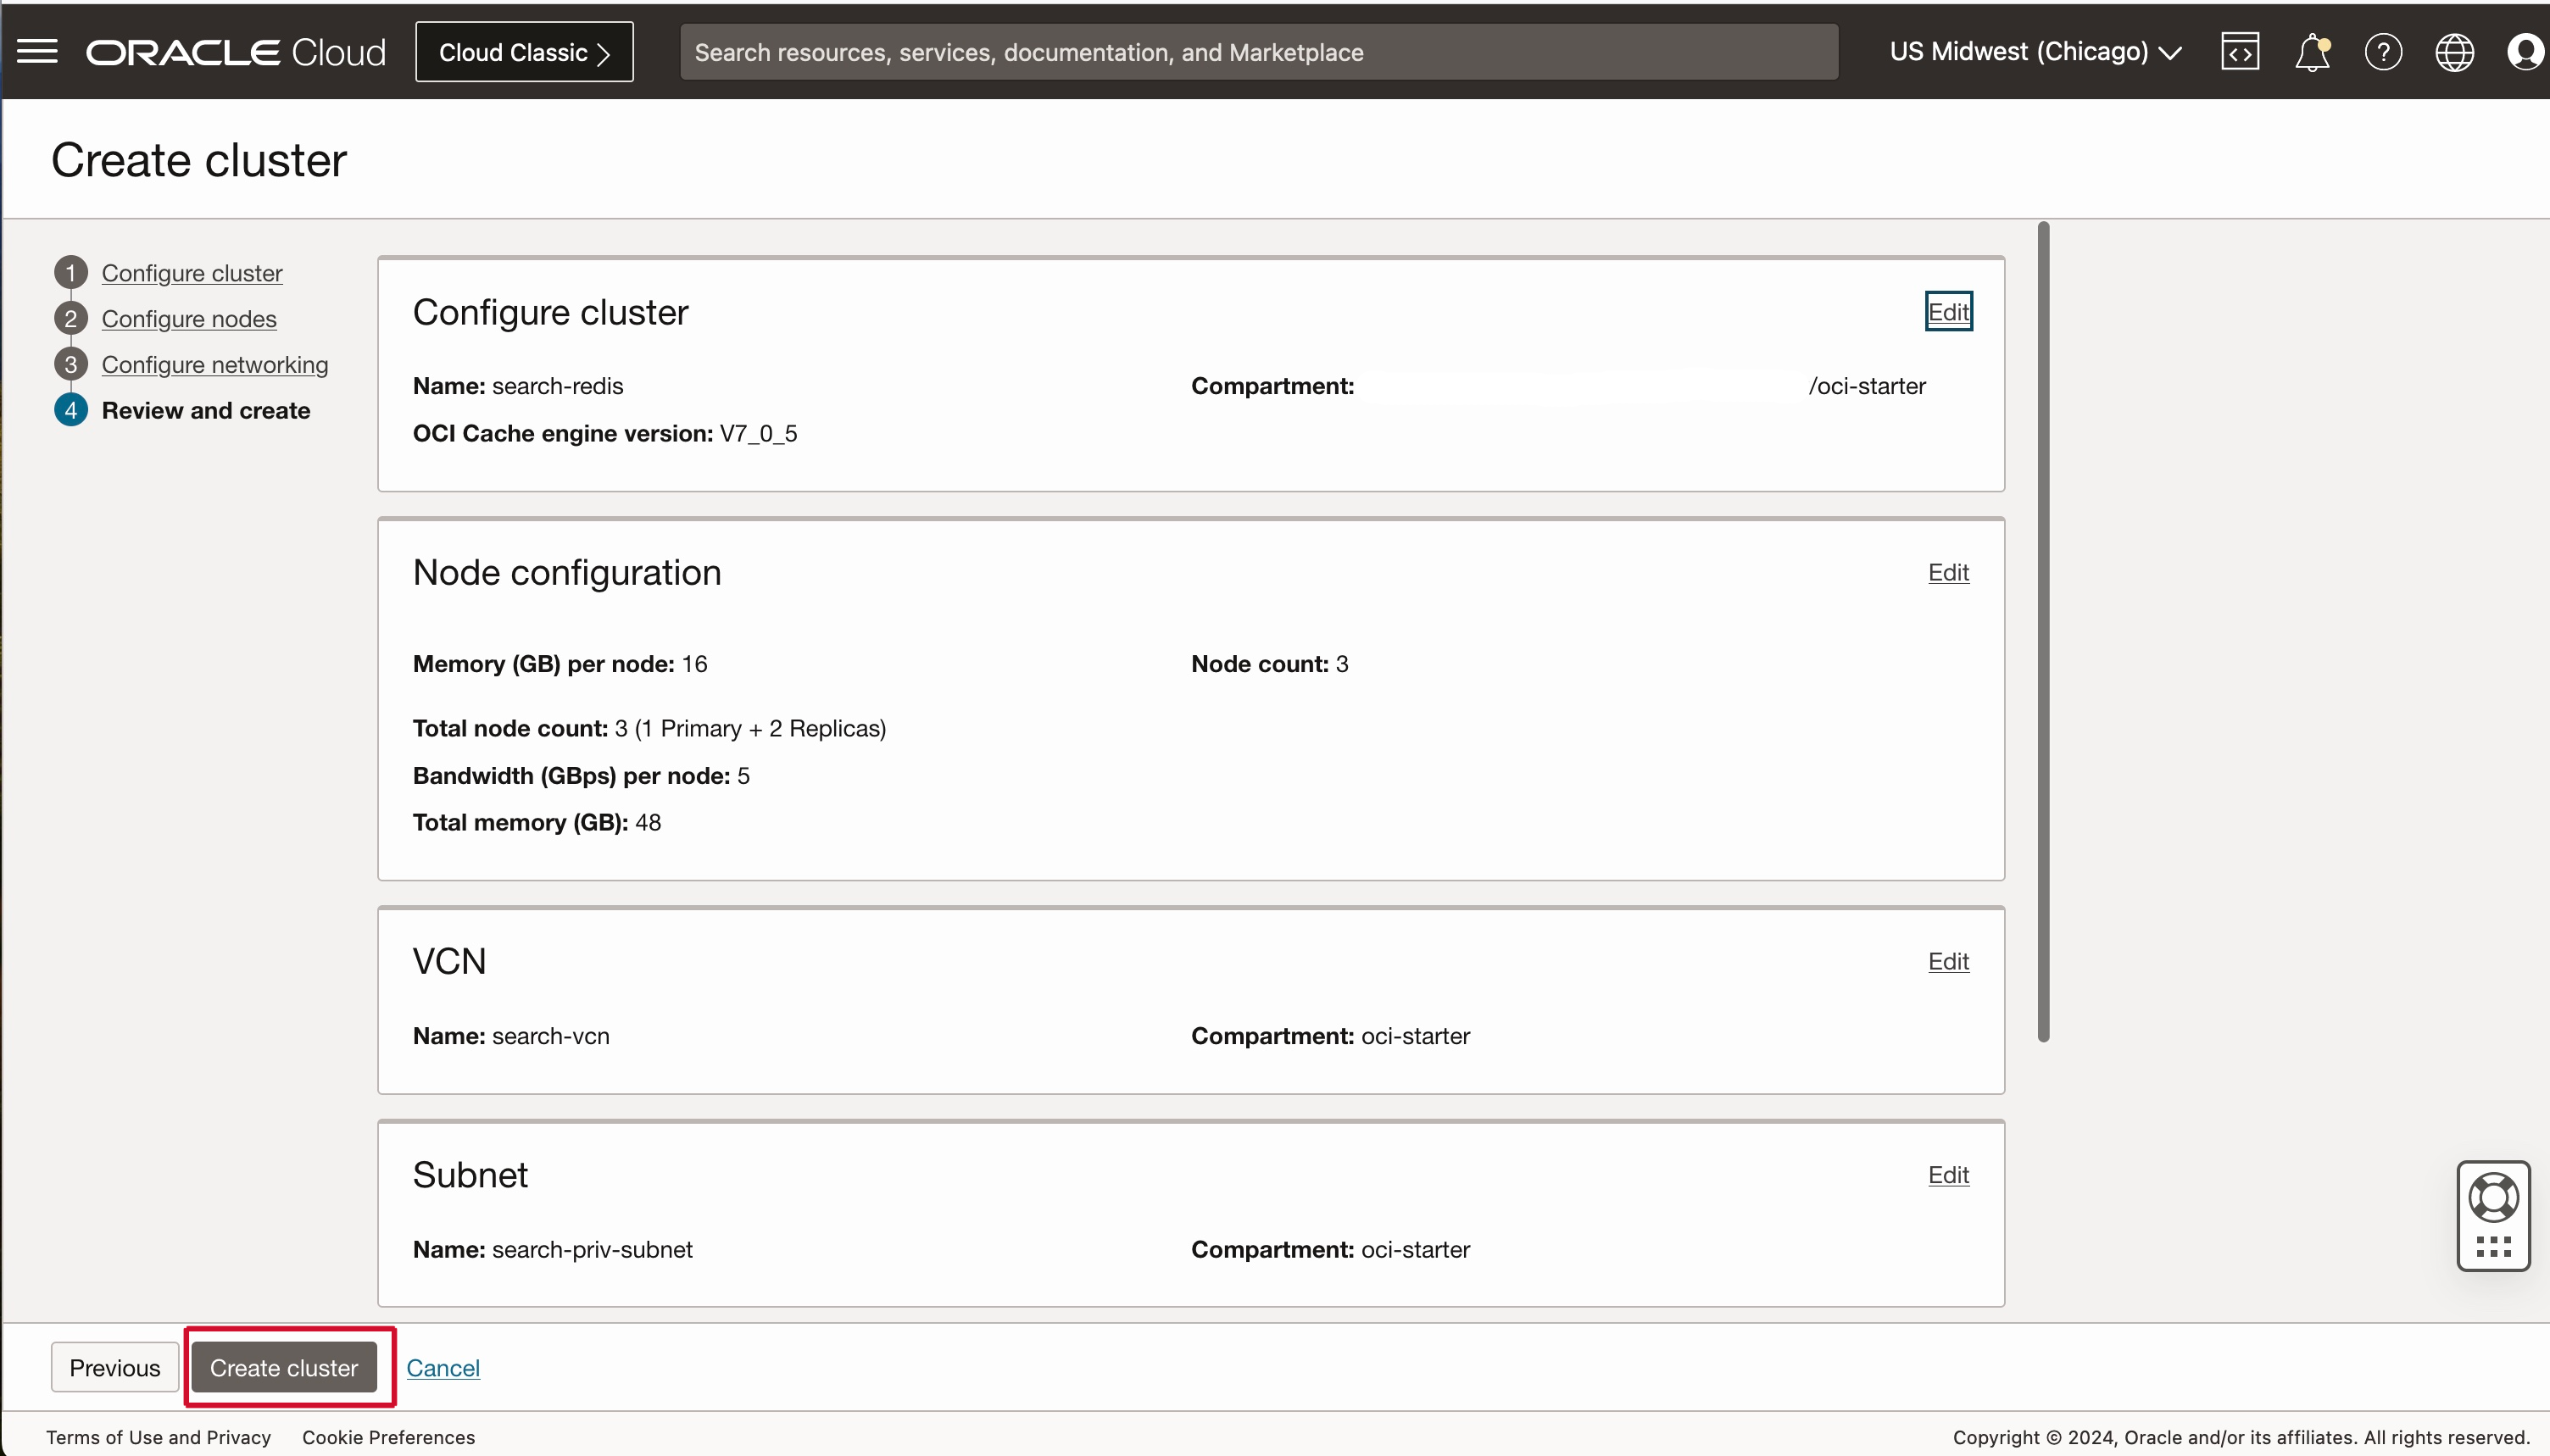 ORACLE Cloud
Cloud Classic
Search resources, services, documentation, and Marketplace
US Midwest (Chicago)
Create cluster
1 Configure cluster
2 Configure nodes
3 Configure networking
4 Review and create
Configure cluster
Edit
Name: search-redis
Compartment: /oci-starter
OCI Cache engine version: V7_0_5
Node configuration
Edit
Memory (GB) per node: 16
Node count: 3
Total node count: 3 (1 Primary + 2 Replicas)
Bandwidth (GBps) per node: 5
Total memory (GB): 48
VCN
Edit
Name: search-vcn
Compartment: oci-starter
Subnet
Edit
Name: search-priv-subnet
Compartment: oci-starter
Previous
Create cluster
Cancel
Terms of Use and Privacy
Cookie Preferences
Copyright © 2024, Oracle and/or its affiliates. All rights reserved.